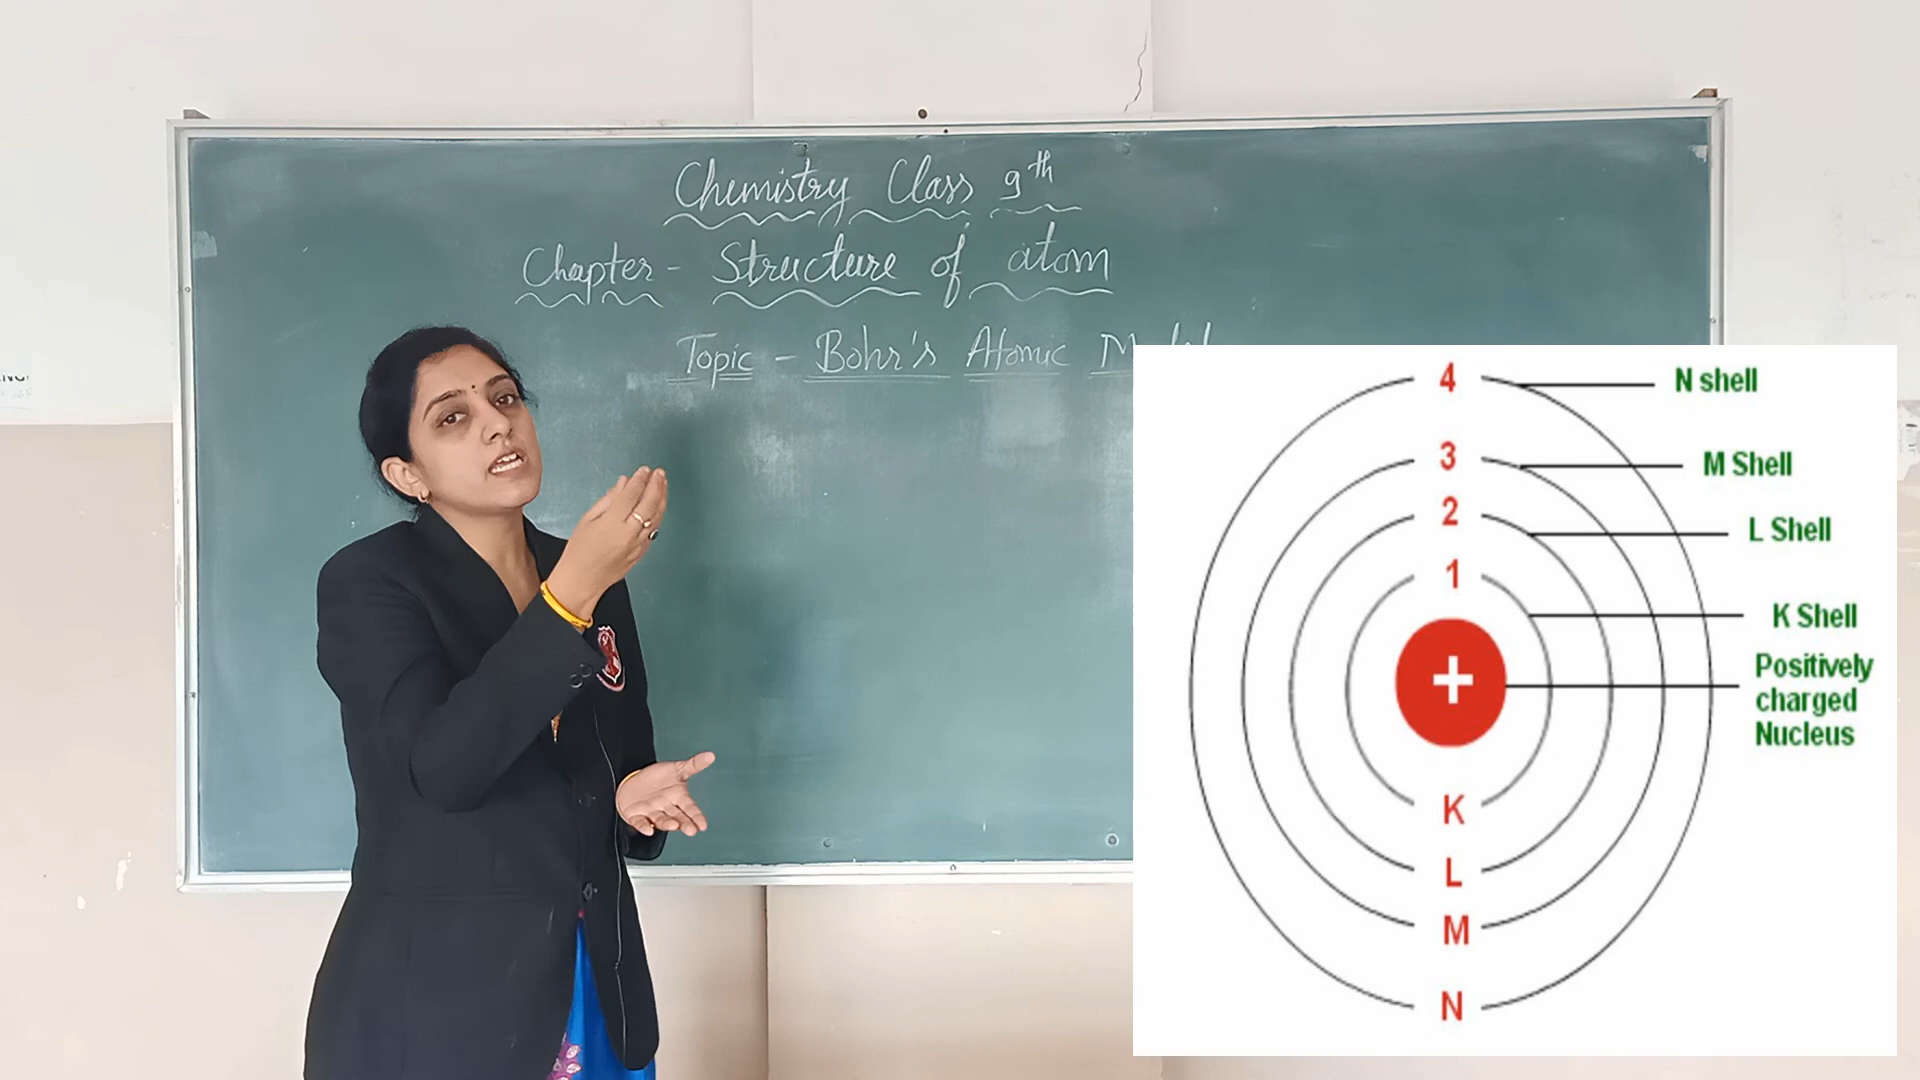 Chemistry Class 9th
Chapter - Structure of atom
Topic - Bohr's Atomic
4
N shell
3
M Shell
2
L Shell
1
K Shell
+
Positively
charged
Nucleus
K
L
M
N